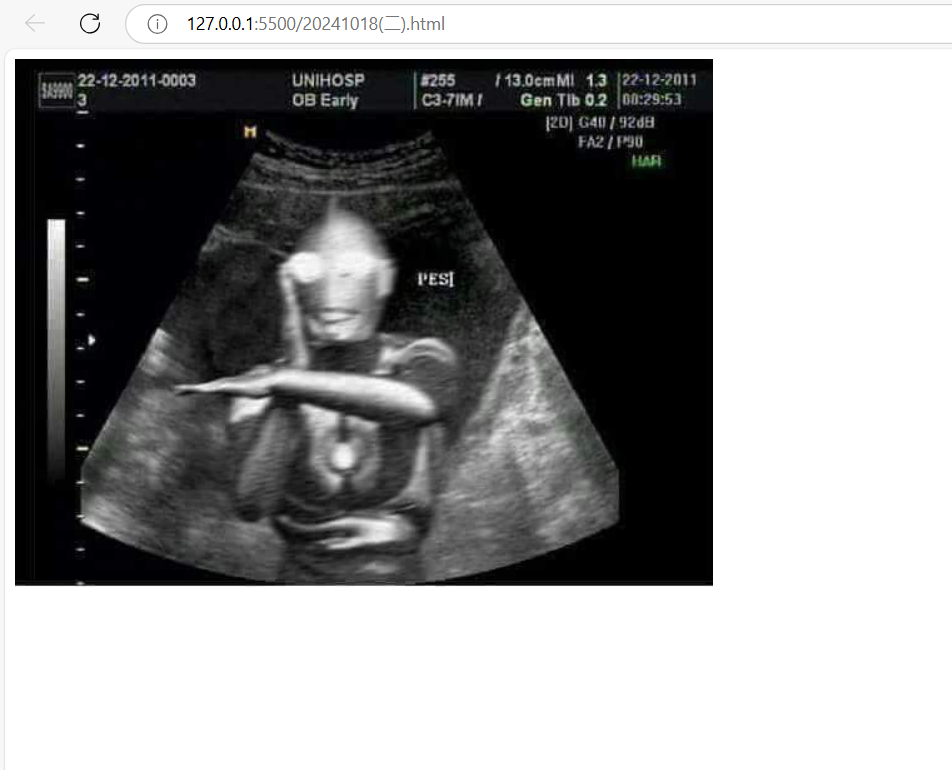 127.0.0.1:5500/20241018(二).html
SA9900
22-12-2011-0003
3
UNIHOSP
OB Early
#255 / 13.0cm MI 1.3
C3-7IM / Gen TIb 0.2
22-12-2011
00:29:53
[2D] G40 / 92dB
FA2 / P90
HAR
M
PESI